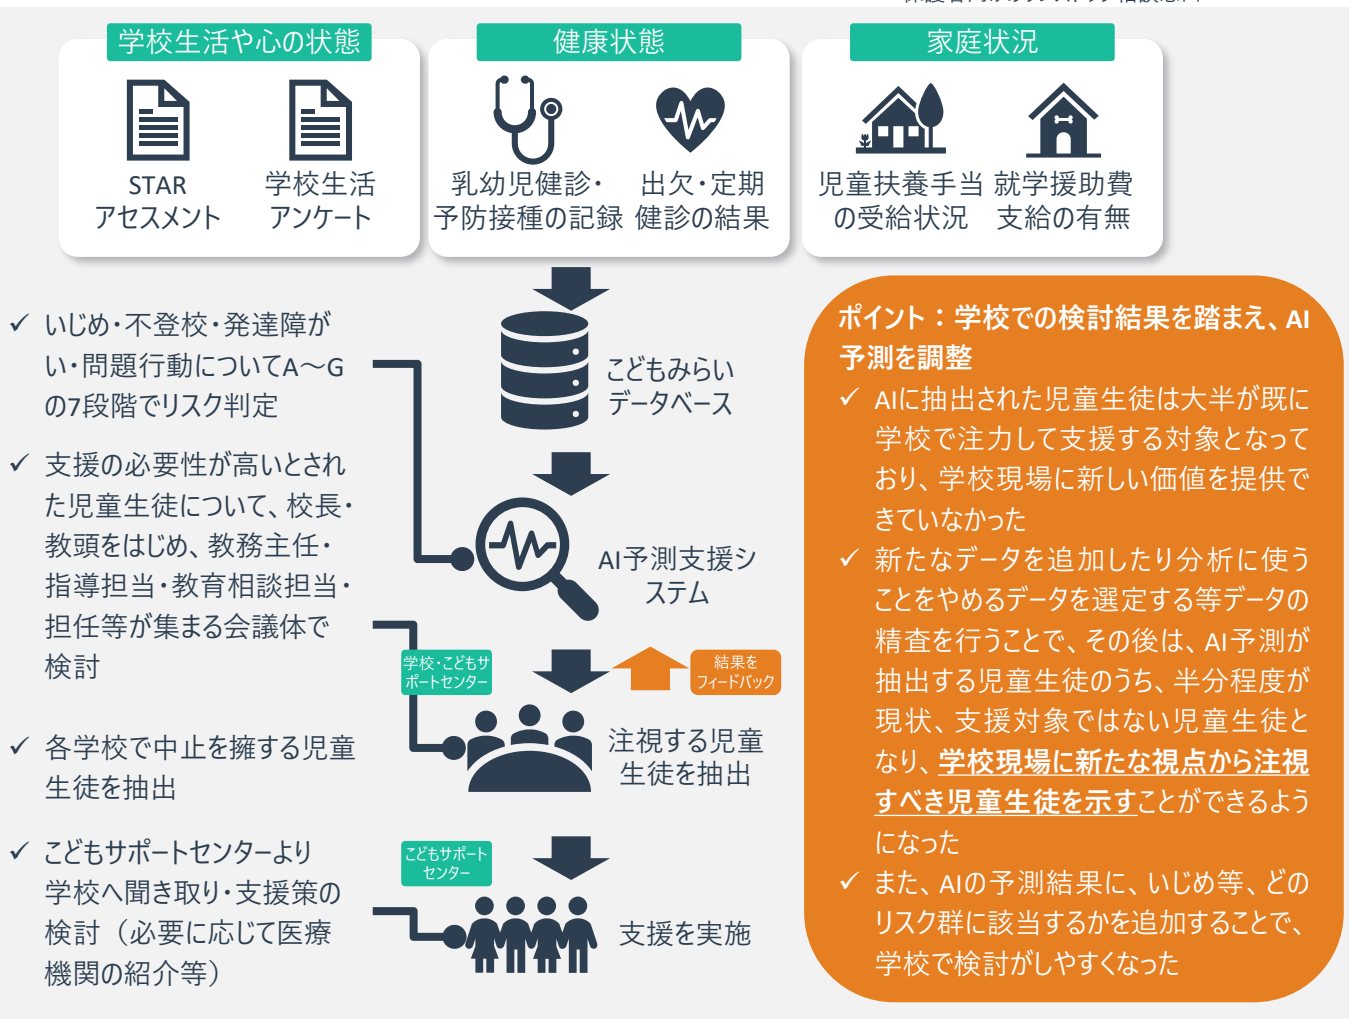 学校生活や心の状態
STAR
アセスメント
学校生活
アンケート
健康状態
乳幼児健診・
予防接種の記録
出欠・定期
健診の結果
家庭状況
児童扶養手当
の受給状況
就学援助費
支給の有無
✓ いじめ・不登校・発達障が
い・問題行動についてA～G
の7段階でリスク判定
✓ 支援の必要性が高いとされ
た児童生徒について、校長・
教頭をはじめ、教務主任・
指導担当・教育相談担当・
担任等が集まる会議体で
検討
✓ 各学校で中止を擁する児童
生徒を抽出
✓ こどもサポートセンターより
学校へ聞き取り・支援策の
検討（必要に応じて医療
機関の紹介等）
こどもみらい
データベース
AI予測支援シ
ステム
学校・こどもサ
ポートセンター
結果を
フィードバック
注視する児童
生徒を抽出
こどもサポート
センター
支援を実施
ポイント：学校での検討結果を踏まえ、AI
予測を調整
✓ AIに抽出された児童生徒は大半が既に
学校で注力して支援する対象となって
おり、学校現場に新しい価値を提供で
きていなかった
✓ 新たなデータを追加したり分析に使う
ことをやめるデータを選定する等データの
精査を行うことで、その後は、AI予測が
抽出する児童生徒のうち、半分程度が
現状、支援対象ではない児童生徒と
なり、学校現場に新たな視点から注視
すべき児童生徒を示すことができるよう
になった
✓ また、AIの予測結果に、いじめ等、どの
リスク群に該当するかを追加することで、
学校で検討がしやすくなった